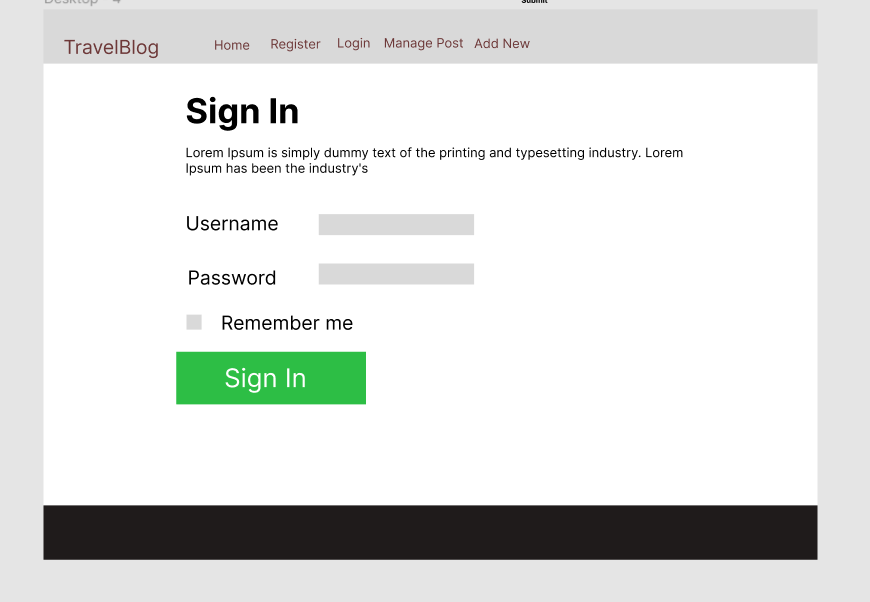 Desktop - 4
Submit
TravelBlog
Home Register Login Manage Post Add New
Sign In
Lorem Ipsum is simply dummy text of the printing and typesetting industry. Lorem
Ipsum has been the industry's
Username
Password
Remember me
Sign In